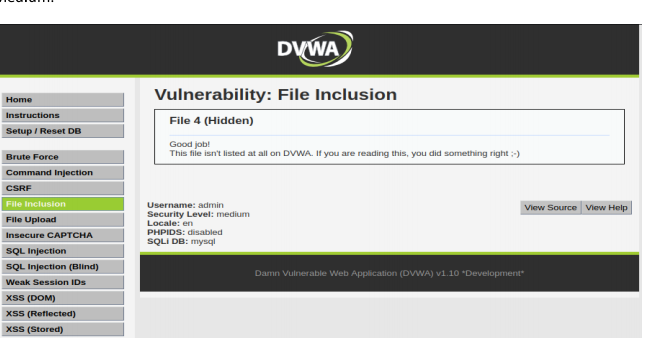 medium.
DVWA
Home
Instructions
Setup / Reset DB
Brute Force
Command Injection
CSRF
File Inclusion
File Upload
Insecure CAPTCHA
SQL Injection
SQL Injection (Blind)
Weak Session IDs
XSS (DOM)
XSS (Reflected)
XSS (Stored)
Vulnerability: File Inclusion
File 4 (Hidden)
Good job!
This file isn't listed at all on DVWA. If you are reading this, you did something right ;-)
Username: admin
Security Level: medium
Locale: en
PHPIDS: disabled
SQLi DB: mysql
View Source View Help
Damn Vulnerable Web Application (DVWA) v1.10 *Development*